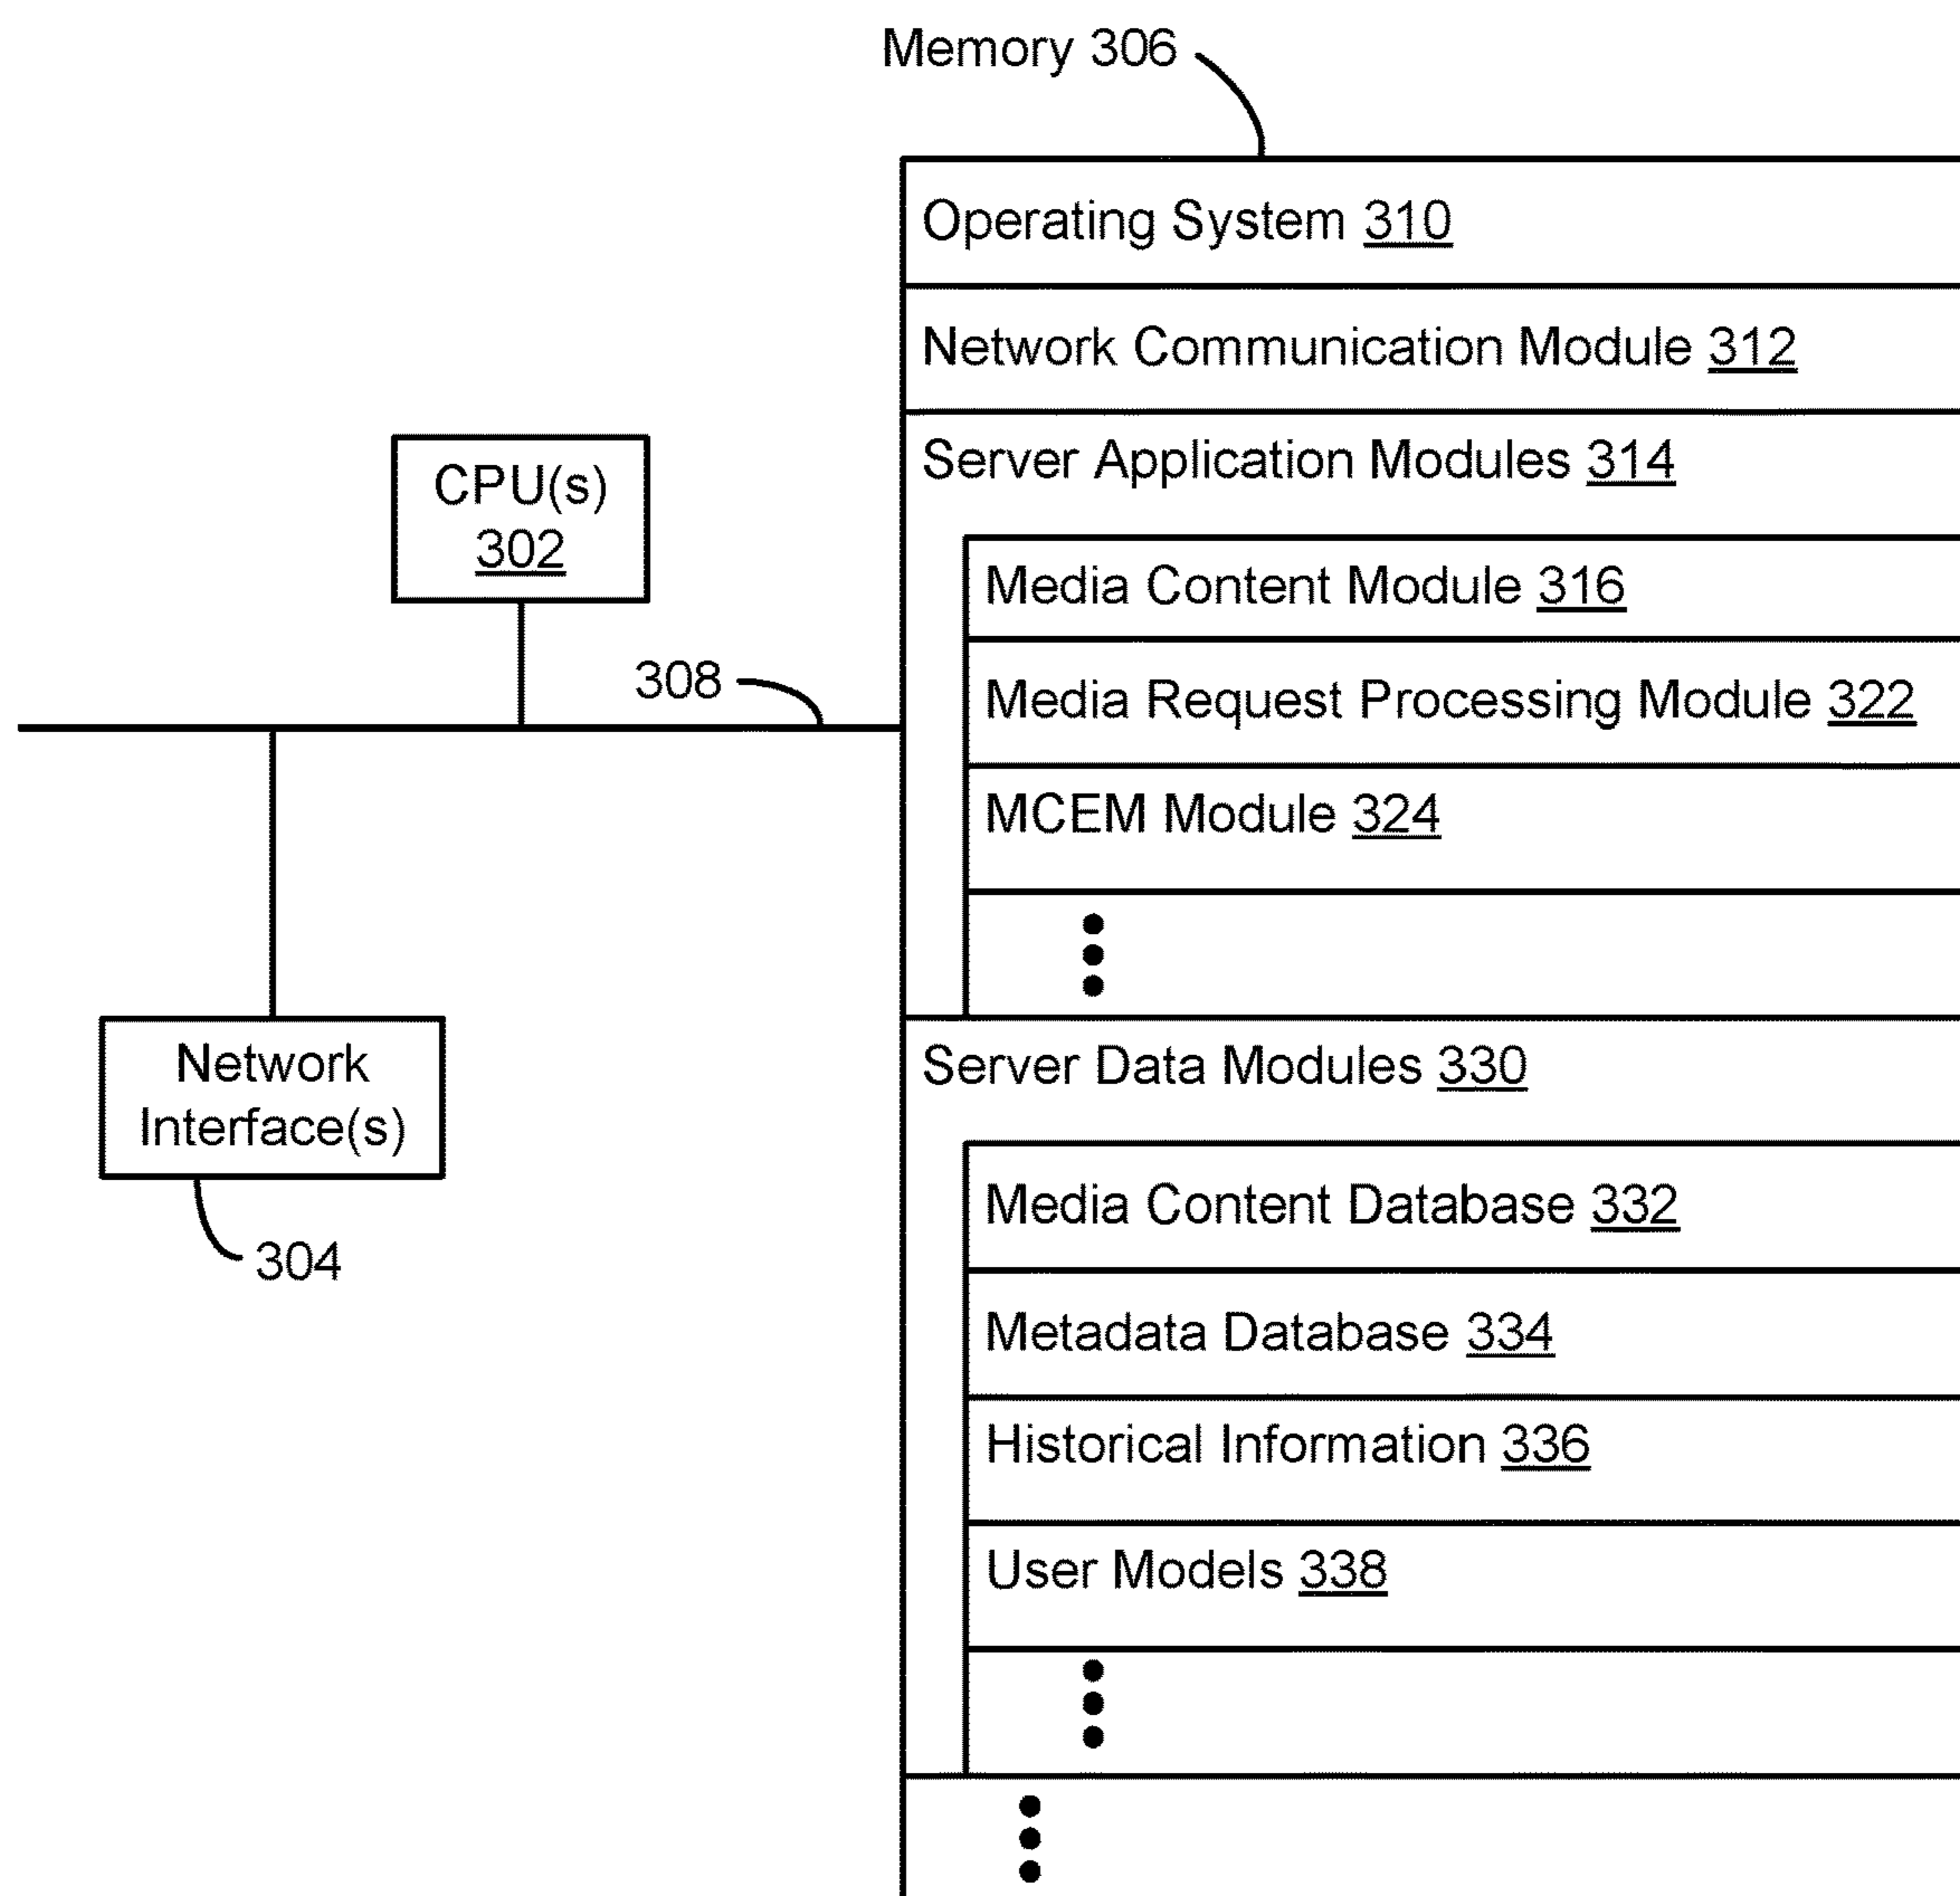 Memory 306
Operating System 310
Network Communication Module 312
Server Application Modules 314
CPU(s)
302
Media Content Module 316
308
Media Request Processing Module 322
MCEM Module 324
Network
Interface(s)
304
Server Data Modules 330
Media Content Database 332
Metadata Database 334
Historical Information 336
User Models 338